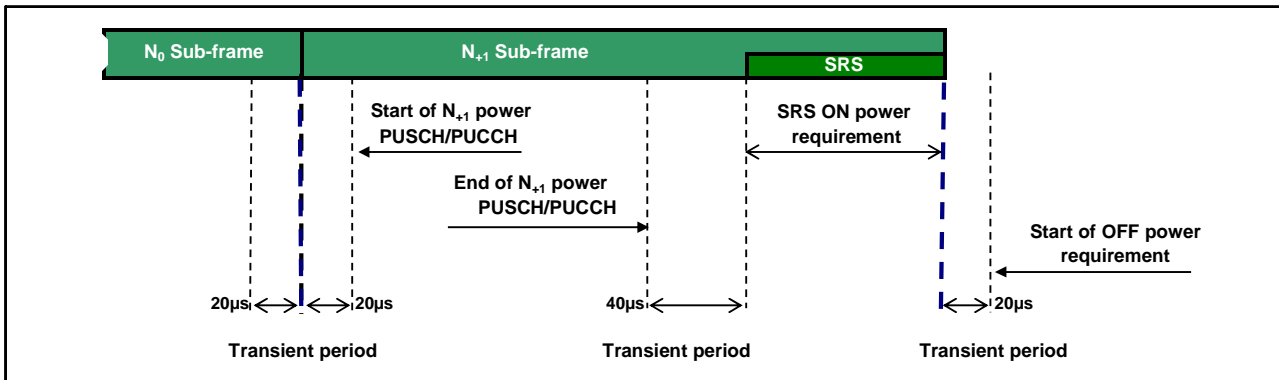 N₀ Sub-frame
N₊₁ Sub-frame
SRS
Start of N₊₁ power
PUSCH/PUCCH
SRS ON power
requirement
End of N₊₁ power
PUSCH/PUCCH
Start of OFF power
requirement
20µs
20µs
40µs
20µs
Transient period
Transient period
Transient period